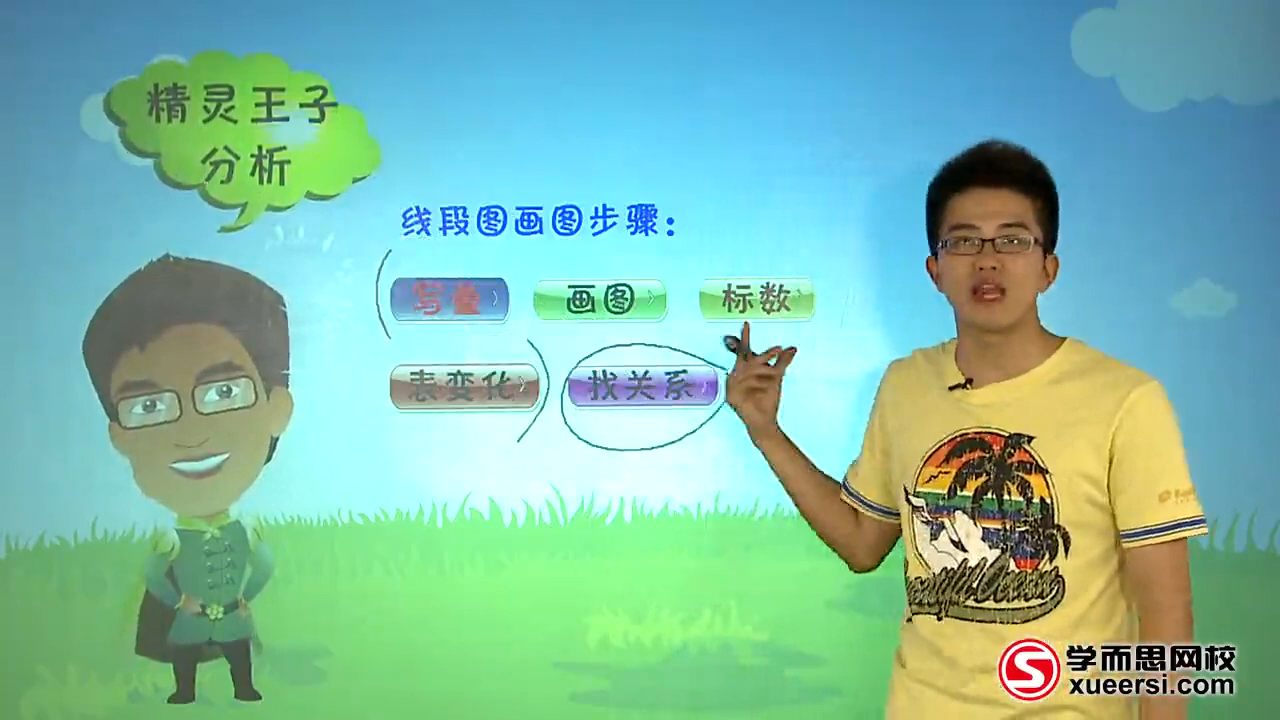 精灵王子
分析
线段图画图步骤：
写量 画图 标数
表变化 找关系
学而思网校
xueersi.com